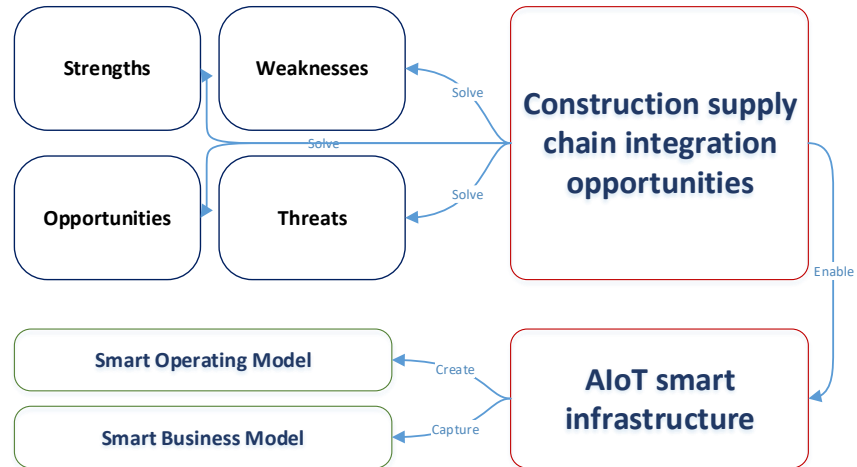 Strengths
Weaknesses
Solve
Construction supply
chain integration
opportunities
Solve
Opportunities
Threats
Solve
Enable
Smart Operating Model
Create
AIoT smart
infrastructure
Smart Business Model
Capture